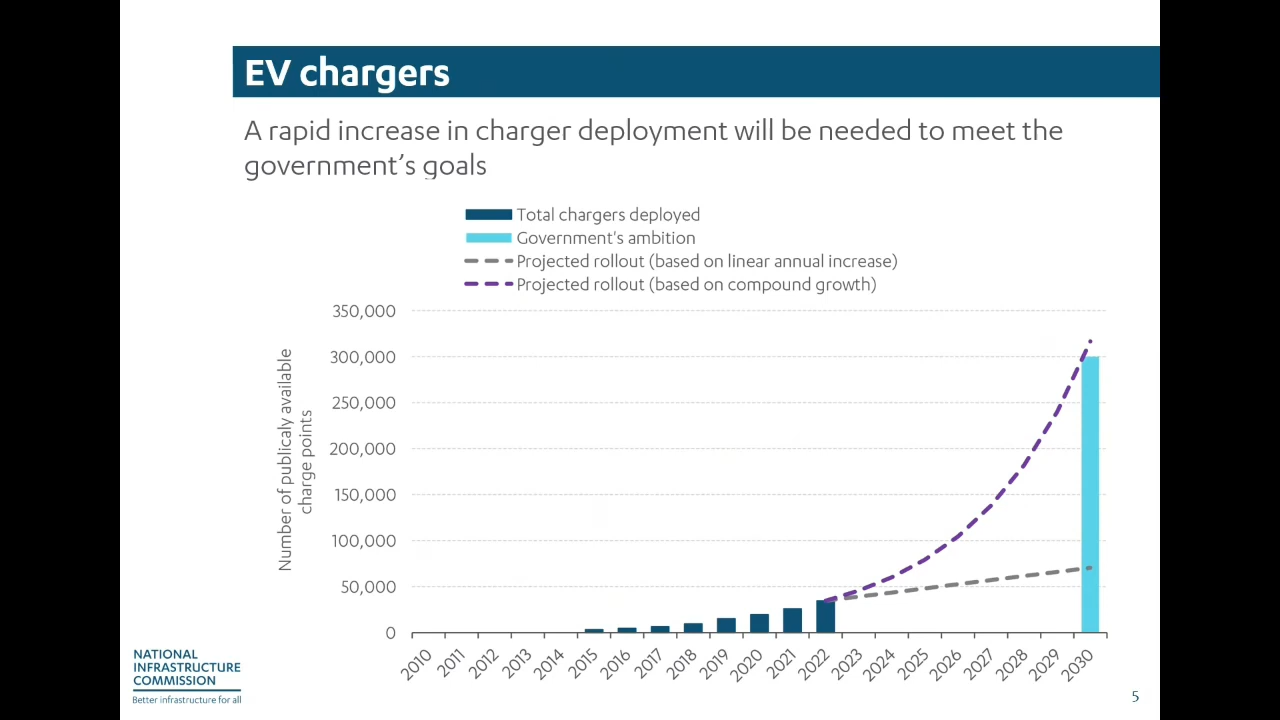 EV chargers
A rapid increase in charger deployment will be needed to meet the
government's goals
Total chargers deployed
Government's ambition
Projected rollout (based on linear annual increase)
Projected rollout (based on compound growth)
350,000
300,000
250,000
200,000
150,000
100,000
50,000
0
Number of publicaly available
charge points
2010
2011
2012
2013
2014
2015
2016
2017
2018
2019
2020
2021
2022
2023
2024
2025
2026
2027
2028
2029
2030
NATIONAL
INFRASTRUCTURE
COMMISSION
Better infrastructure for all
5